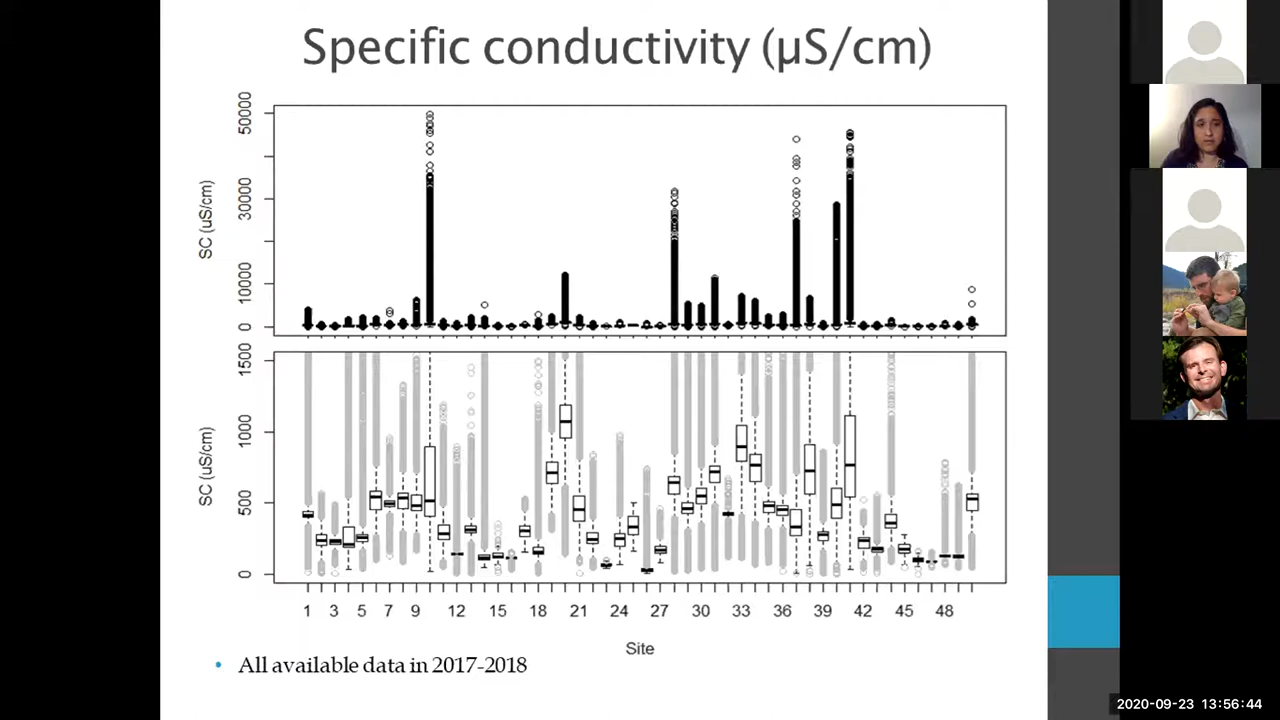 Specific conductivity (µS/cm)
SC (uS/cm)
50000
30000
10000
0
SC (uS/cm)
1500
1000
500
0
1 3 5 7 9 12 15 18 21 24 27 30 33 36 39 42 45 48
Site
• All available data in 2017-2018
2020-09-23 13:56:44